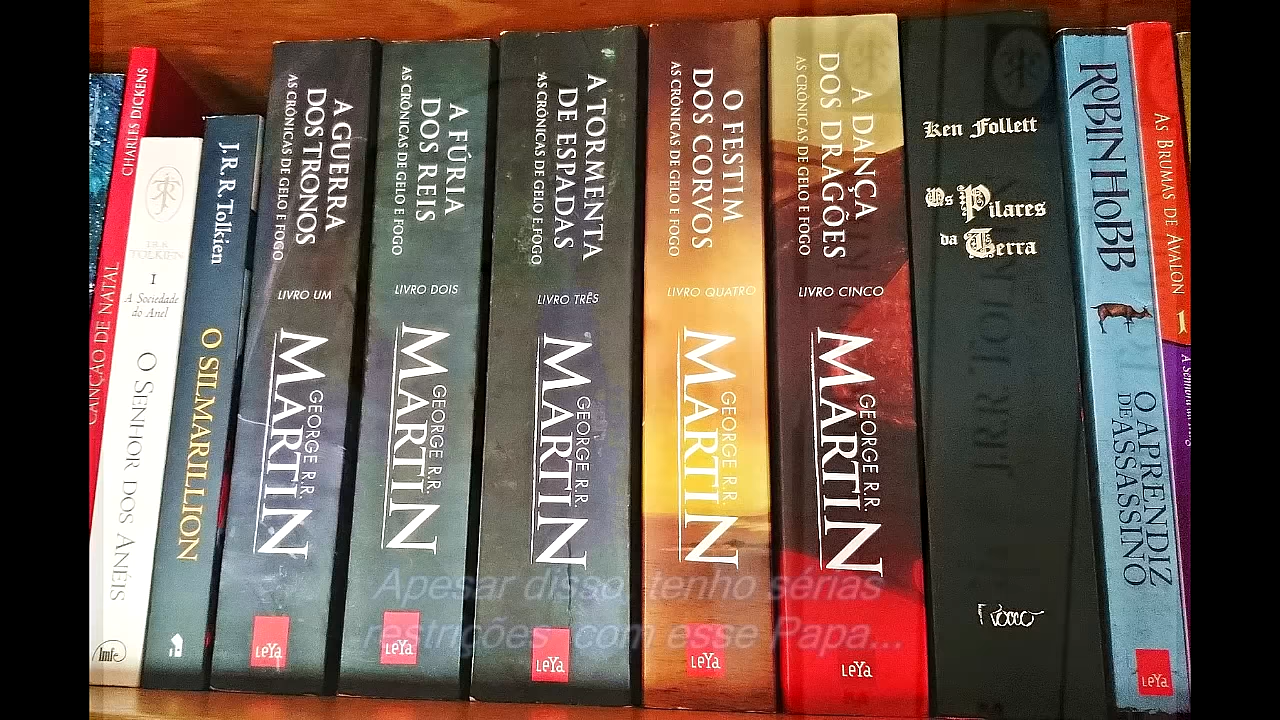 CHARLES DICKENS
CANÇÃO DE NATAL
J.R.R.
TOLKIEN
I
A Sociedade
do Anel
O SENHOR DOS ANÉIS
J.R.R. Tolkien
O SILMARILLION
A GUERRA
DOS TRONOS
AS CRÔNICAS DE GELO E FOGO
LIVRO UM
GEORGE R.R.
MARTIN
LeYa
A FÚRIA
DOS REIS
AS CRÔNICAS DE GELO E FOGO
LIVRO DOIS
GEORGE R.R.
MARTIN
LeYa
A TORMENTA
DE ESPADAS
AS CRÔNICAS DE GELO E FOGO
LIVRO TRÊS
GEORGE R.R.
MARTIN
LeYa
O FESTIM
DOS CORVOS
AS CRÔNICAS DE GELO E FOGO
LIVRO QUATRO
GEORGE R.R.
MARTIN
LeYa
A DANÇA
DOS DRAGÕES
AS CRÔNICAS DE GELO E FOGO
LIVRO CINCO
GEORGE R.R.
MARTIN
LeYa
Ken Follett
Os Pilares
da Terra
Rocco
J.R.R. TOLKIEN
ROBIN HOBB
O APRENDIZ
DE ASSASSINO
LeYa
AS BRUMAS DE AVALON
1
Apesar disso, tenho sérias
restrições com esse Papa...